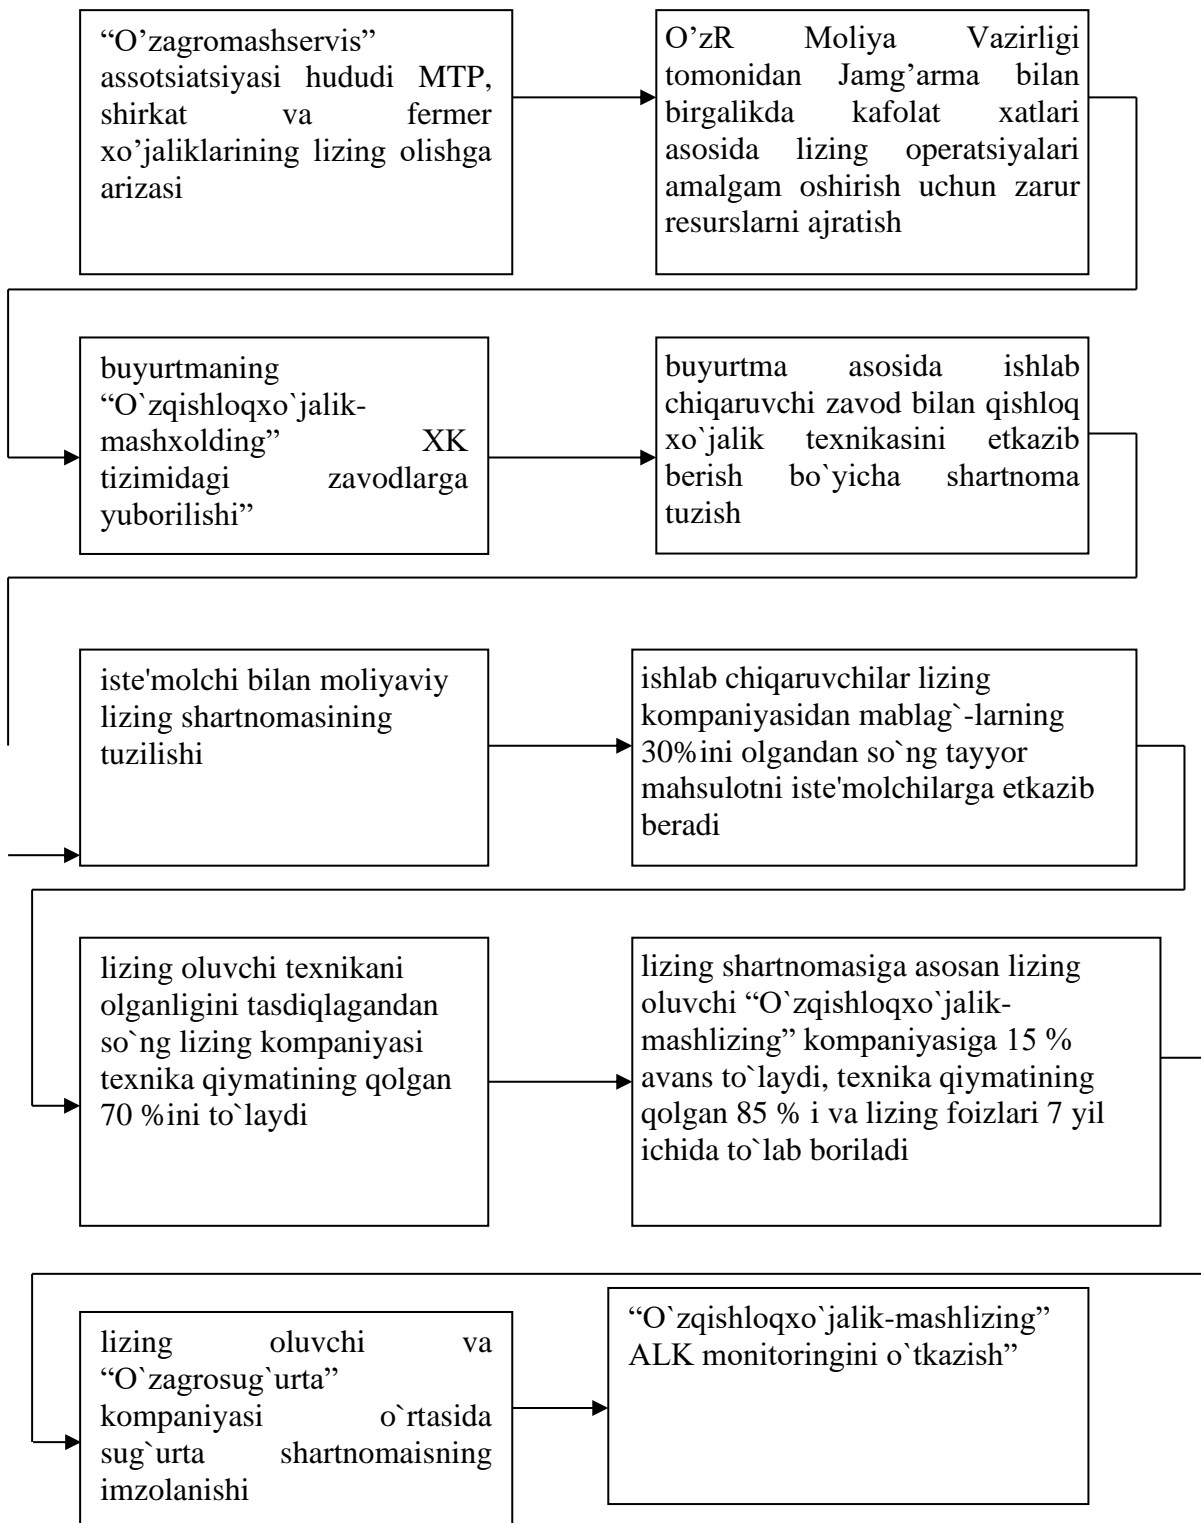 “O’zagromashservis”
assotsiatsiyasi hududi MTP,
shirkat va fermer
xo’jaliklarining lizing olishga
arizasi
O’zR Moliya Vazirligi
tomonidan Jamg’arma bilan
birgalikda kafolat xatlari
asosida lizing operatsiyalari
amalgam oshirish uchun zarur
resurslarni ajratish
buyurtmaning
“O`zqishloqxo`jalik-
mashxolding” XK
tizimidagi zavodlarga
yuborilishi”
buyurtma asosida ishlab
chiqaruvchi zavod bilan qishloq
xo`jalik texnikasini etkazib
berish bo`yicha shartnoma
tuzish
iste'molchi bilan moliyaviy
lizing shartnomasining
tuzilishi
ishlab chiqaruvchilar lizing
kompaniyasidan mablag`-larning
30%ini olgandan so`ng tayyor
mahsulotni iste'molchilarga etkazib
beradi
lizing oluvchi texnikani
olganligini tasdiqlagandan
so`ng lizing kompaniyasi
texnika qiymatining qolgan
70 %ini to`laydi
lizing shartnomasiga asosan lizing
oluvchi “O`zqishloqxo`jalik-
mashlizing” kompaniyasiga 15 %
avans to`laydi, texnika qiymatining
qolgan 85 % i va lizing foizlari 7 yil
ichida to`lab boriladi
lizing oluvchi va
“O`zagrosug`urta”
kompaniyasi o`rtasida
sug`urta shartnomaisning
imzolanishi
“O`zqishloqxo`jalik-mashlizing”
ALK monitoringini o`tkazish”